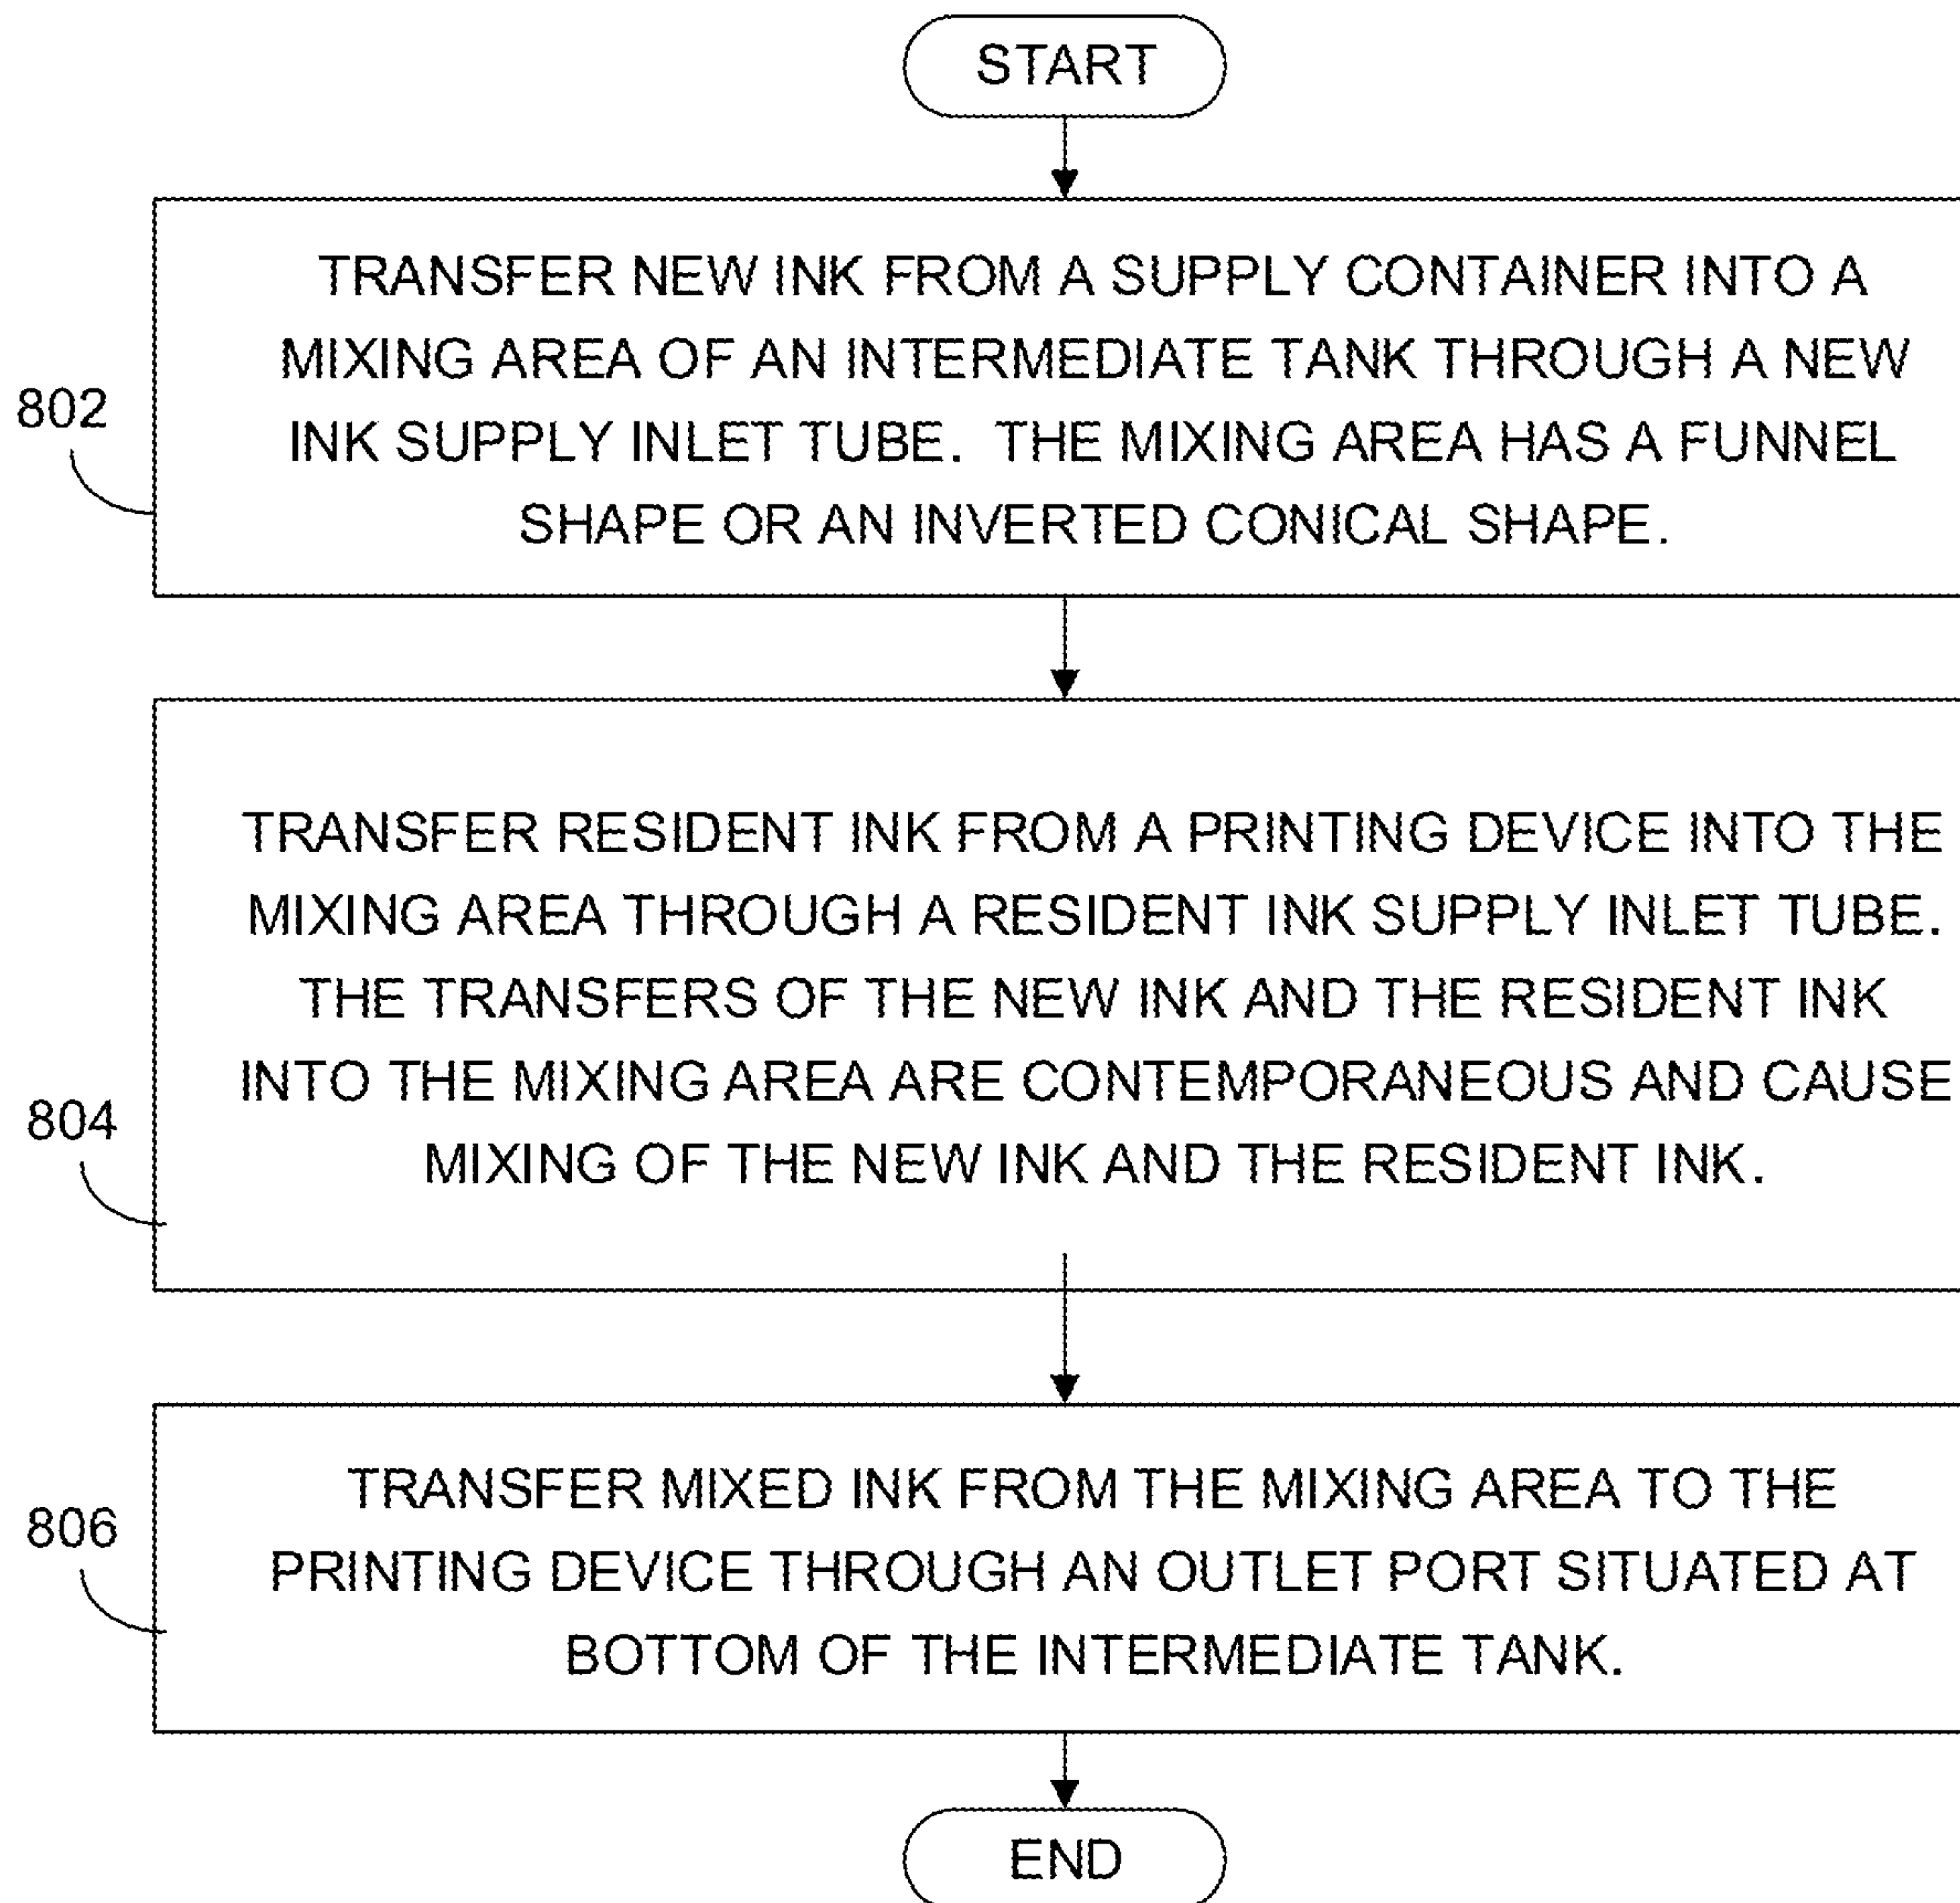 START
TRANSFER NEW INK FROM A SUPPLY CONTAINER INTO A
MIXING AREA OF AN INTERMEDIATE TANK THROUGH A NEW
INK SUPPLY INLET TUBE. THE MIXING AREA HAS A FUNNEL
SHAPE OR AN INVERTED CONICAL SHAPE.
802
TRANSFER RESIDENT INK FROM A PRINTING DEVICE INTO THE
MIXING AREA THROUGH A RESIDENT INK SUPPLY INLET TUBE.
THE TRANSFERS OF THE NEW INK AND THE RESIDENT INK
INTO THE MIXING AREA ARE CONTEMPORANEOUS AND CAUSE
MIXING OF THE NEW INK AND THE RESIDENT INK.
804
TRANSFER MIXED INK FROM THE MIXING AREA TO THE
PRINTING DEVICE THROUGH AN OUTLET PORT SITUATED AT
BOTTOM OF THE INTERMEDIATE TANK.
806
END